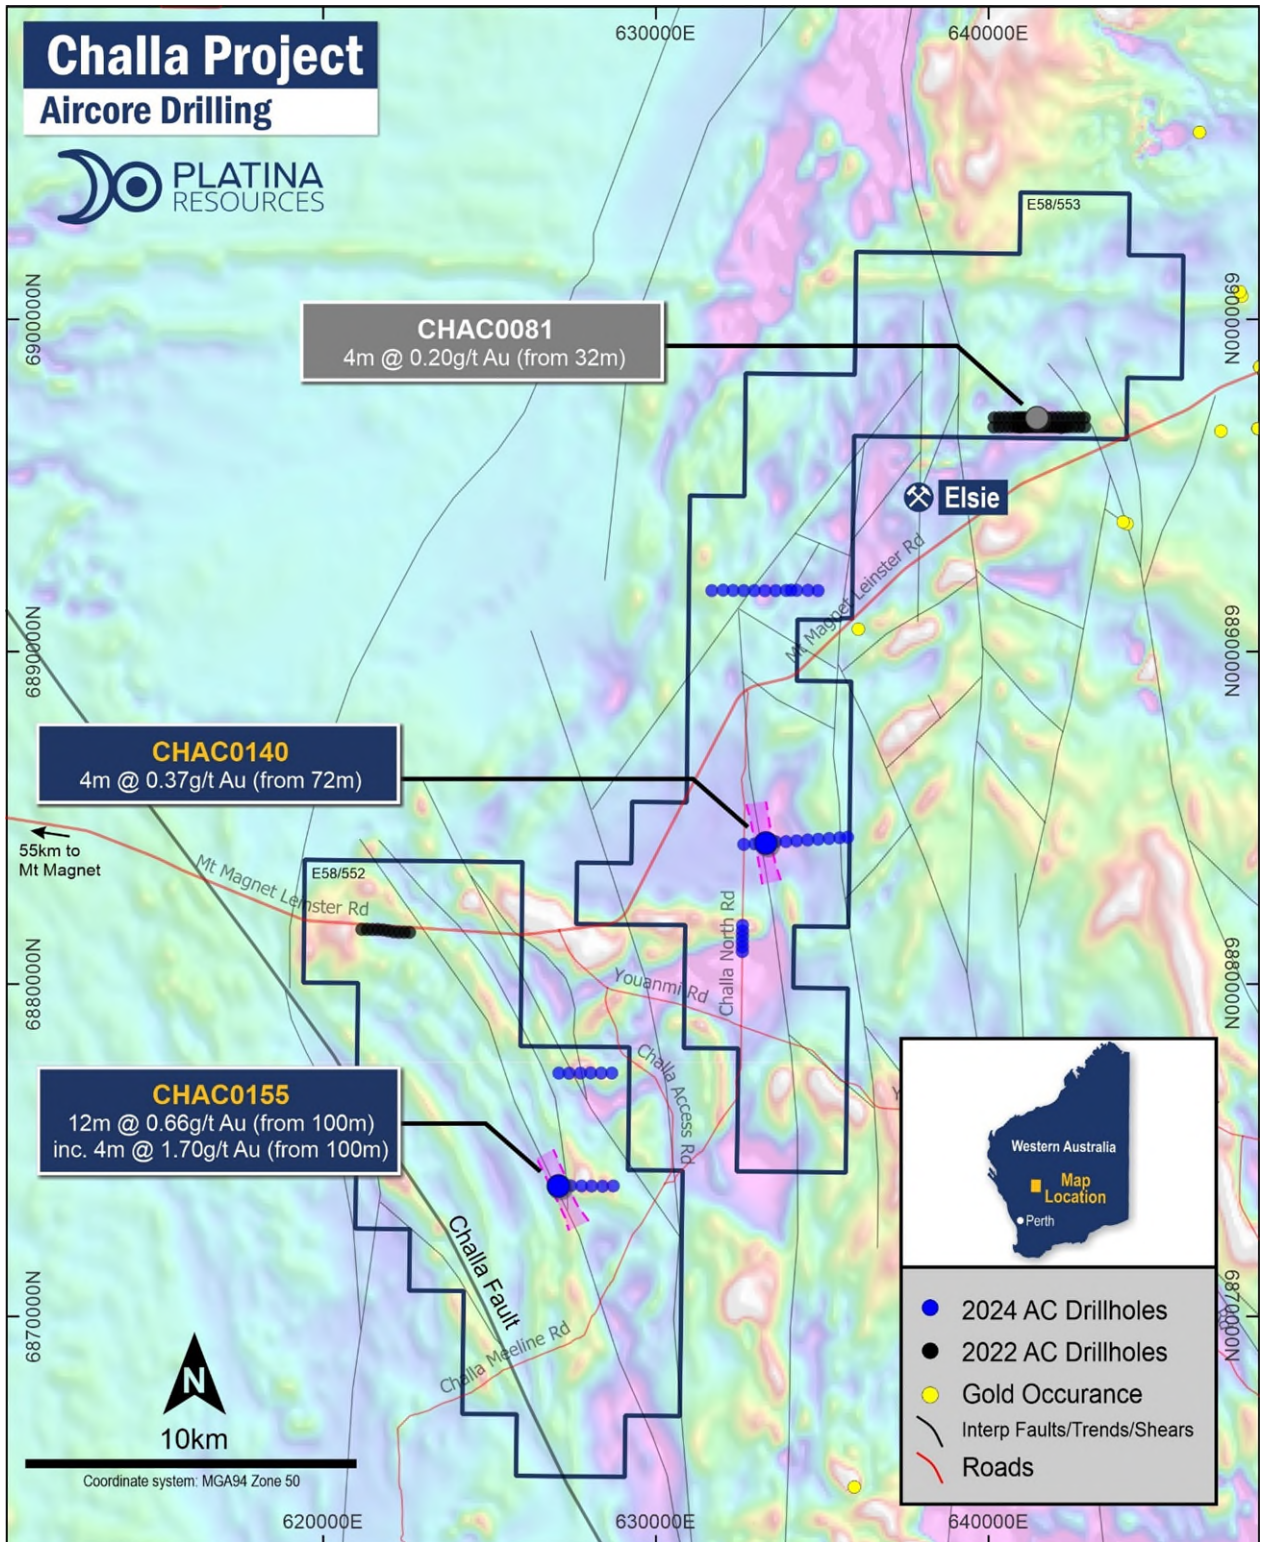 630000E
640000E
Challa Project
Aircore Drilling
PLATINA
RESOURCES
E58/553
6900000N
6900000N
CHAC0081
4m @ 0.20g/t Au (from 32m)
Elsie
Mt Magnet Leinster Rd
6890000N
6890000N
CHAC0140
4m @ 0.37g/t Au (from 72m)
55km to
Mt Magnet
Mt Magnet Leinster Rd
E58/552
Challa North Rd
Youanmi Rd
6880000N
6880000N
Challa Access Rd
CHAC0155
12m @ 0.66g/t Au (from 100m)
inc. 4m @ 1.70g/t Au (from 100m)
Western Australia
Map
Location
Perth
Challa Fault
Challa Meeline Rd
6870000N
6870000N
2024 AC Drillholes
2022 AC Drillholes
Gold Occurance
Interp Faults/Trends/Shears
Roads
N
10km
Coordinate system: MGA94 Zone 50
620000E
630000E
640000E